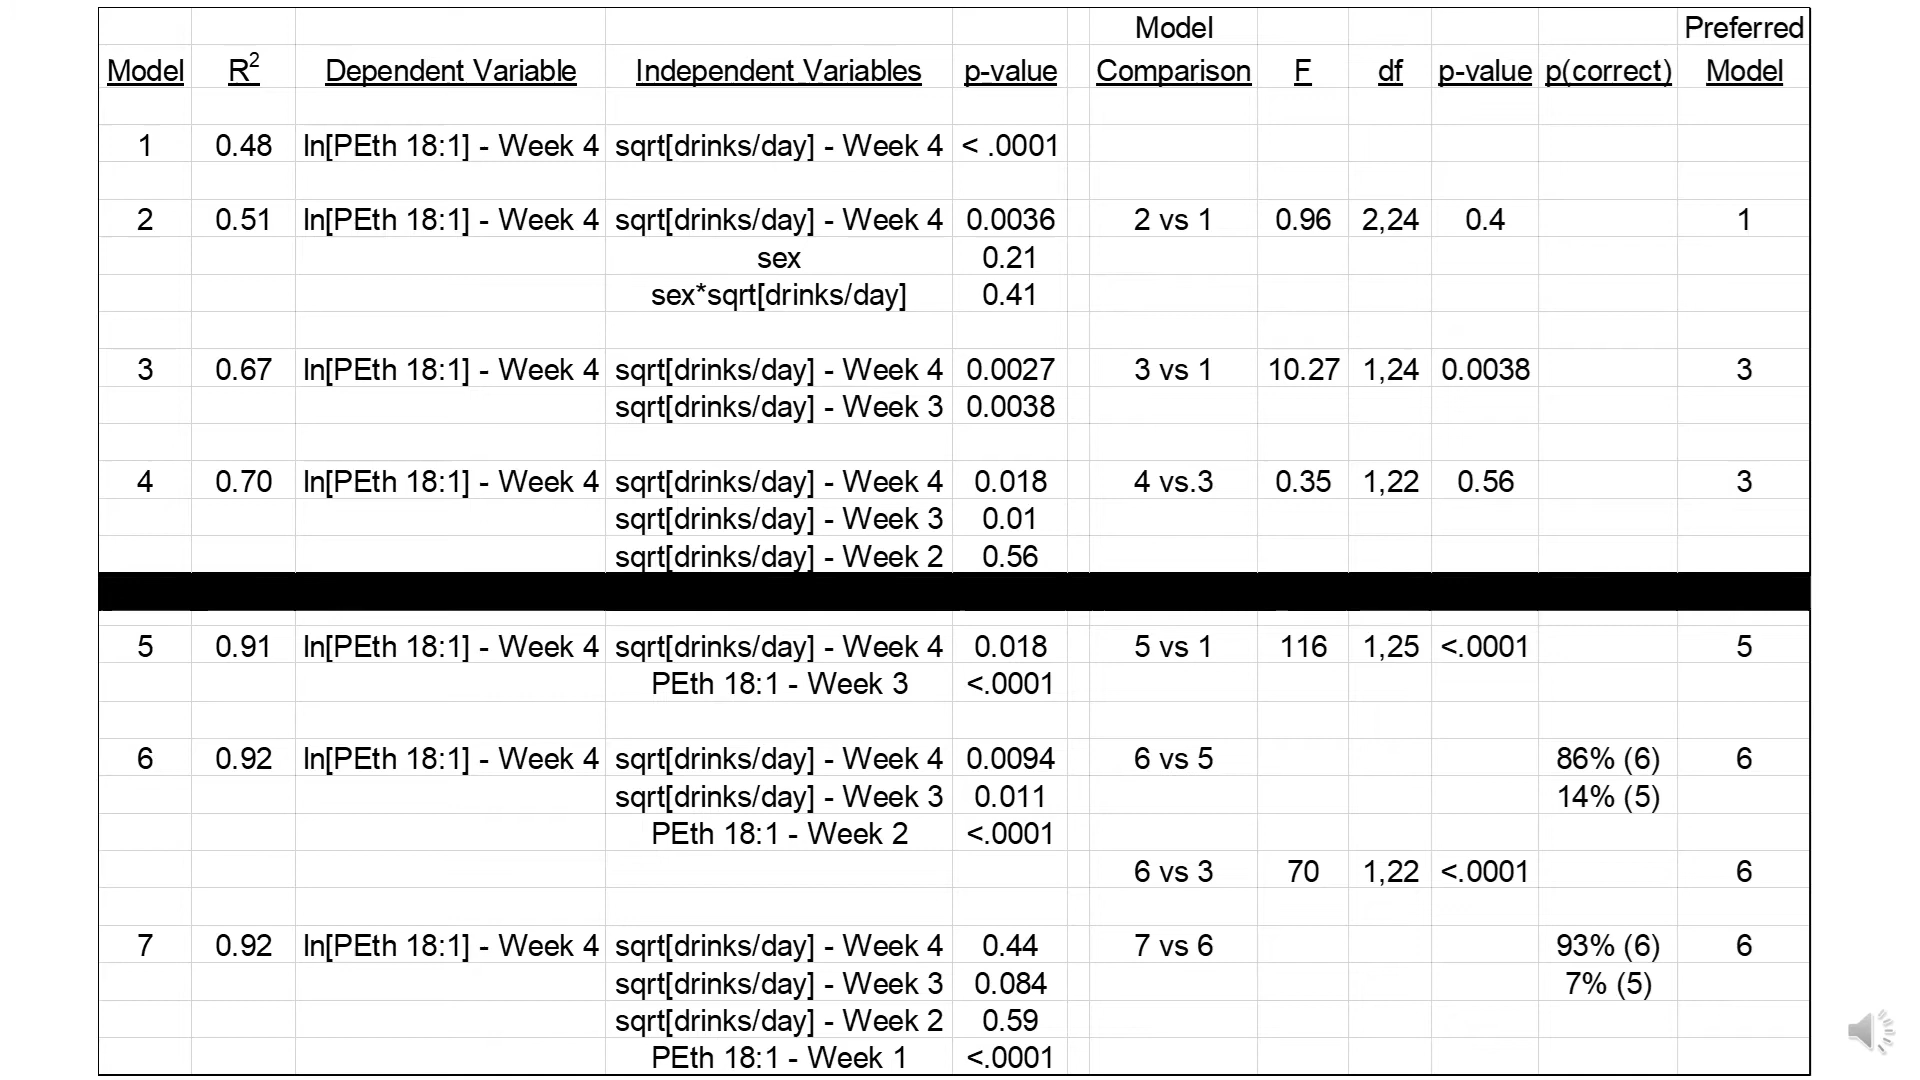 Model Preferred
Model R2 Dependent Variable Independent Variables p-value Comparison F df p-value p(correct) Model
1 0.48 ln[PEth 18:1] - Week 4 sqrt[drinks/day] - Week 4 < .0001
2 0.51 ln[PEth 18:1] - Week 4 sqrt[drinks/day] - Week 4 0.0036 2 vs 1 0.96 2,24 0.4 1
sex 0.21
sex*sqrt[drinks/day] 0.41
3 0.67 ln[PEth 18:1] - Week 4 sqrt[drinks/day] - Week 4 0.0027 3 vs 1 10.27 1,24 0.0038 3
sqrt[drinks/day] - Week 3 0.0038
4 0.70 ln[PEth 18:1] - Week 4 sqrt[drinks/day] - Week 4 0.018 4 vs.3 0.35 1,22 0.56 3
sqrt[drinks/day] - Week 3 0.01
sqrt[drinks/day] - Week 2 0.56
5 0.91 ln[PEth 18:1] - Week 4 sqrt[drinks/day] - Week 4 0.018 5 vs 1 116 1,25 <.0001 5
PEth 18:1 - Week 3 <.0001
6 0.92 ln[PEth 18:1] - Week 4 sqrt[drinks/day] - Week 4 0.0094 6 vs 5 86% (6) 6
sqrt[drinks/day] - Week 3 0.011 14% (5)
PEth 18:1 - Week 2 <.0001
6 vs 3 70 1,22 <.0001 6
7 0.92 ln[PEth 18:1] - Week 4 sqrt[drinks/day] - Week 4 0.44 7 vs 6 93% (6) 6
sqrt[drinks/day] - Week 3 0.084 7% (5)
sqrt[drinks/day] - Week 2 0.59
PEth 18:1 - Week 1 <.0001